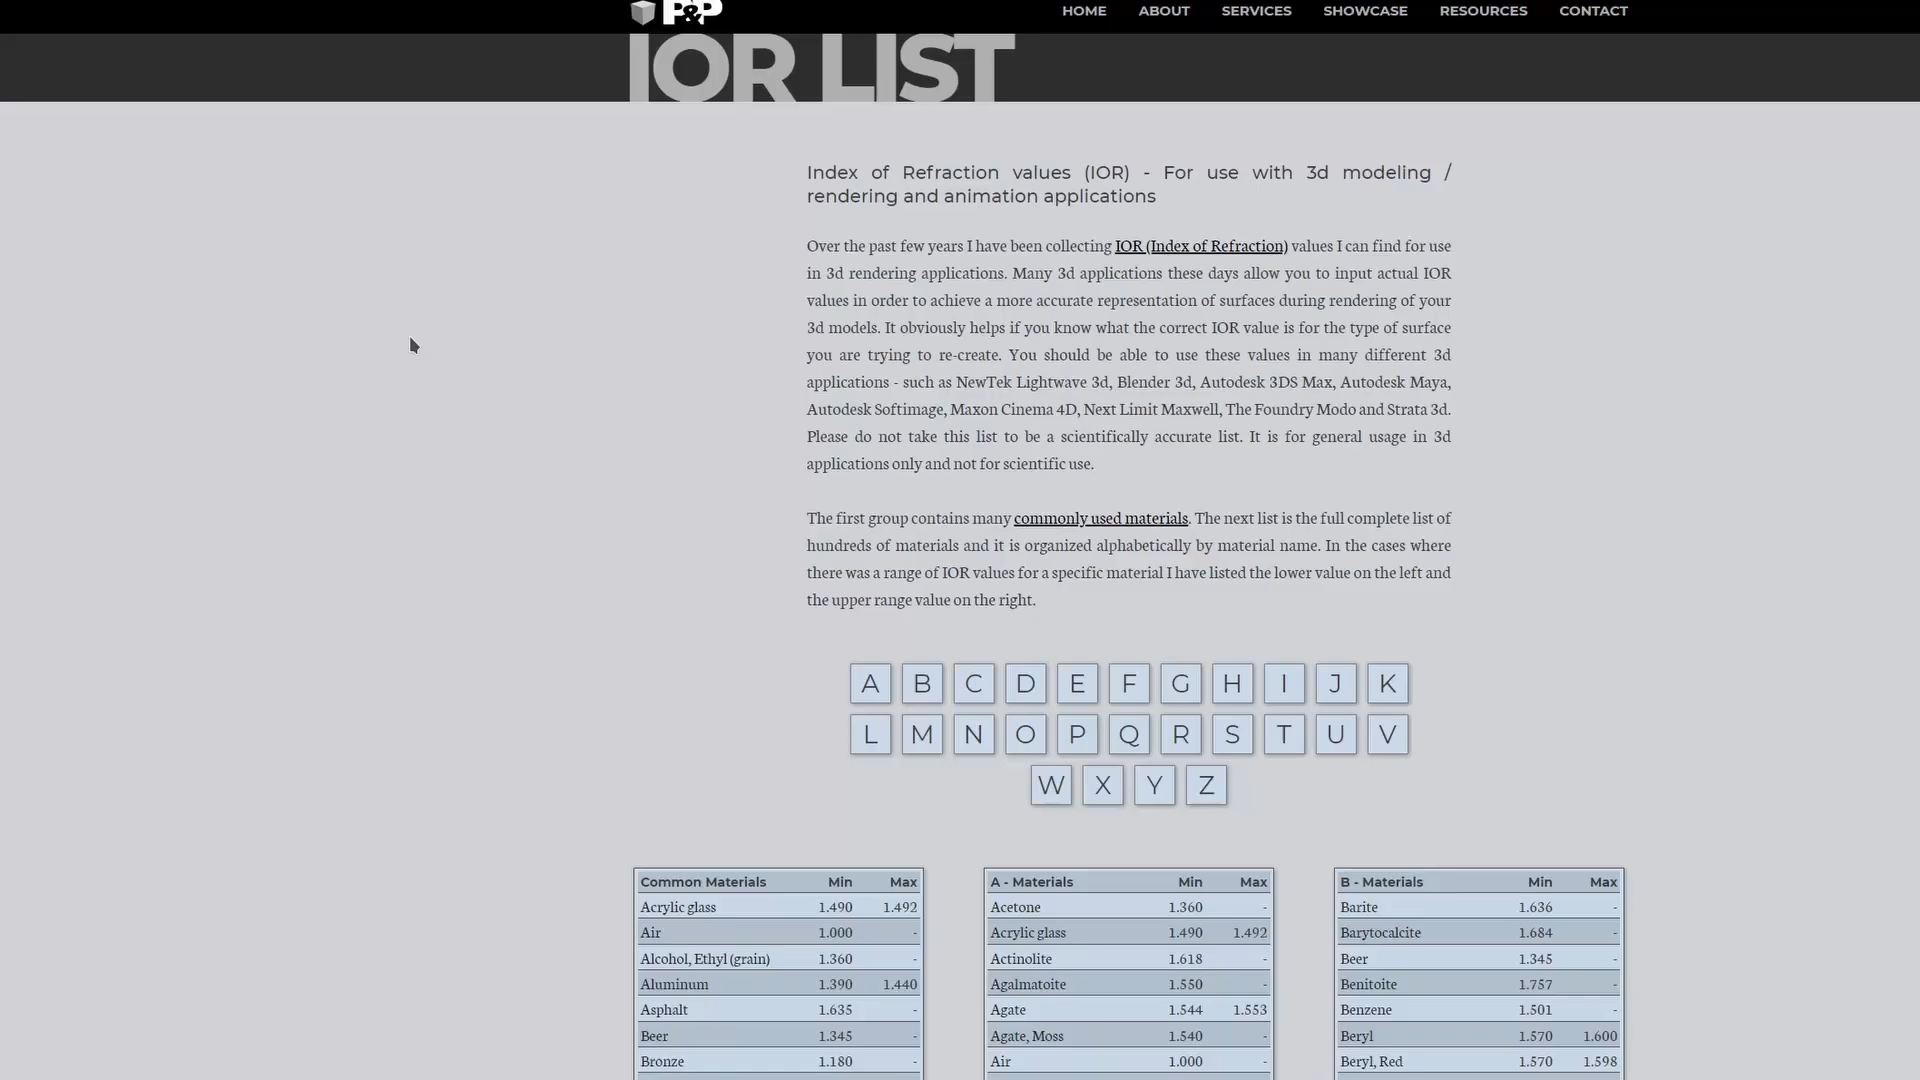 P&P
HOME ABOUT SERVICES SHOWCASE RESOURCES CONTACT
IOR LIST
Index of Refraction values (IOR) - For use with 3d modeling /
rendering and animation applications
Over the past few years I have been collecting IOR (Index of Refraction) values I can find for use
in 3d rendering applications. Many 3d applications these days allow you to input actual IOR
values in order to achieve a more accurate representation of surfaces during rendering of your
3d models. It obviously helps if you know what the correct IOR value is for the type of surface
you are trying to re-create. You should be able to use these values in many different 3d
applications - such as NewTek Lightwave 3d, Blender 3d, Autodesk 3DS Max, Autodesk Maya,
Autodesk Softimage, Maxon Cinema 4D, Next Limit Maxwell, The Foundry Modo and Strata 3d.
Please do not take this list to be a scientifically accurate list. It is for general usage in 3d
applications only and not for scientific use.
The first group contains many commonly used materials. The next list is the full complete list of
hundreds of materials and it is organized alphabetically by material name. In the cases where
there was a range of IOR values for a specific material I have listed the lower value on the left and
the upper range value on the right.
A B C D E F G H I J K
L M N O P Q R S T U V
W X Y Z
Common Materials Min Max
Acrylic glass 1.490 1.492
Air 1.000 -
Alcohol, Ethyl (grain) 1.360 -
Aluminum 1.390 1.440
Asphalt 1.635 -
Beer 1.345 -
Bronze 1.180 -
A - Materials Min Max
Acetone 1.360 -
Acrylic glass 1.490 1.492
Actinolite 1.618 -
Agalmatoite 1.550 -
Agate 1.544 1.553
Agate, Moss 1.540 -
Air 1.000 -
B - Materials Min Max
Barite 1.636 -
Barytocalcite 1.684 -
Beer 1.345 -
Benitoite 1.757 -
Benzene 1.501 -
Beryl 1.570 1.600
Beryl, Red 1.570 1.598